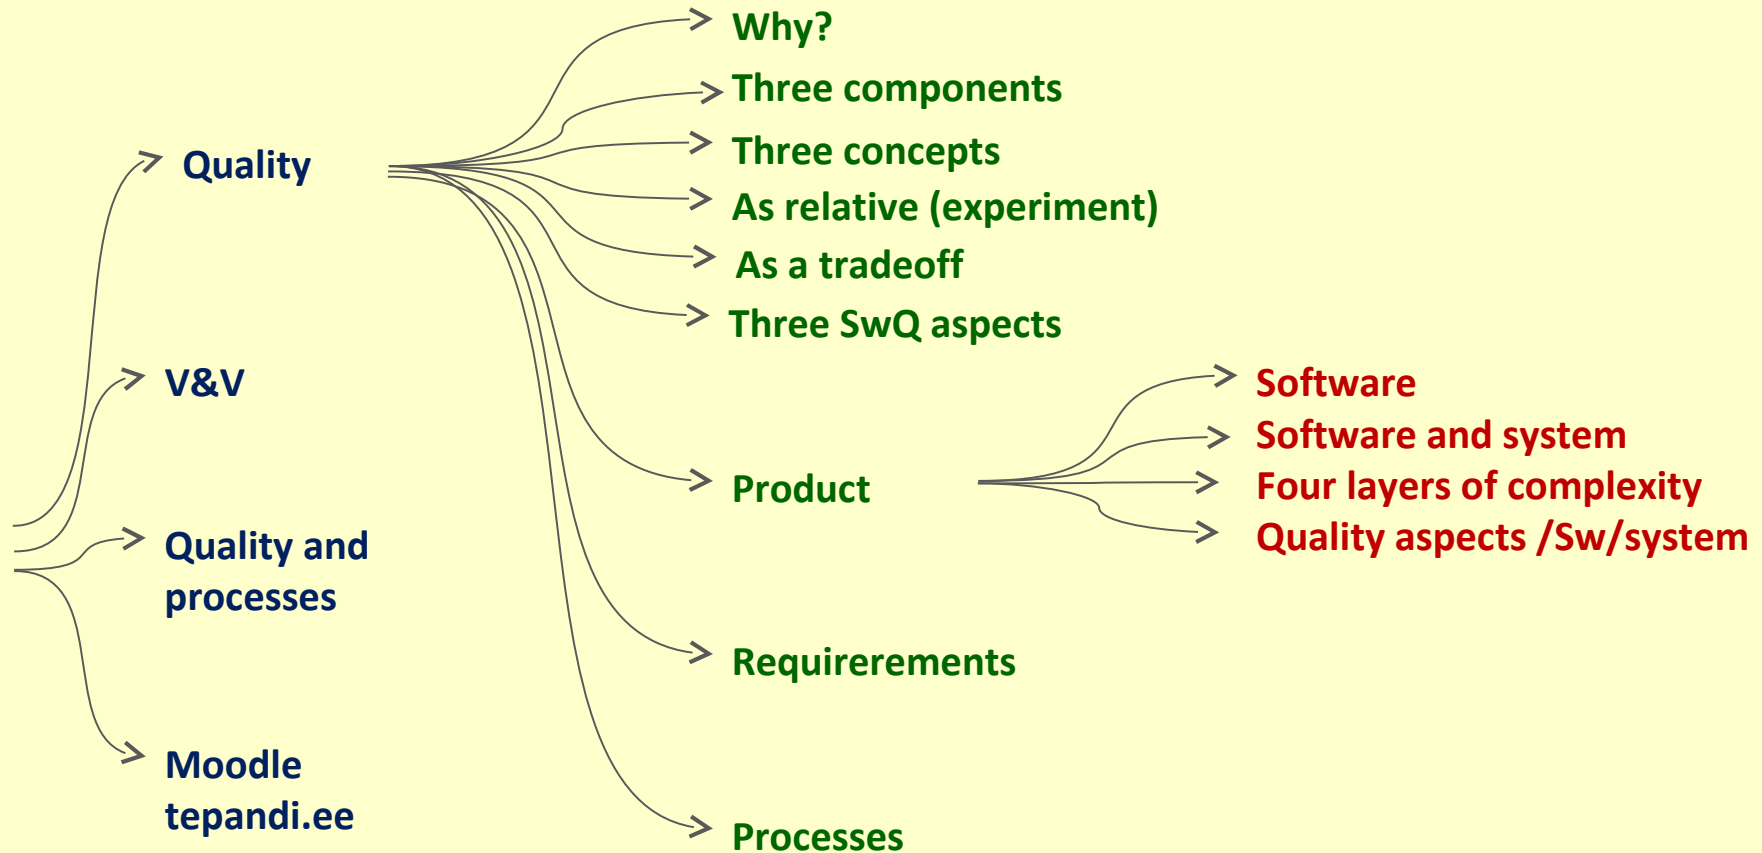 Why?
Three components
Quality
Three concepts
As relative (experiment)
As a tradeoff
Three SwQ aspects
V&V
Software
Software and system
Product
Four layers of complexity
Quality aspects /Sw/system
Quality and
processes
Requirerements
Moodle
tepandi.ee
Processes